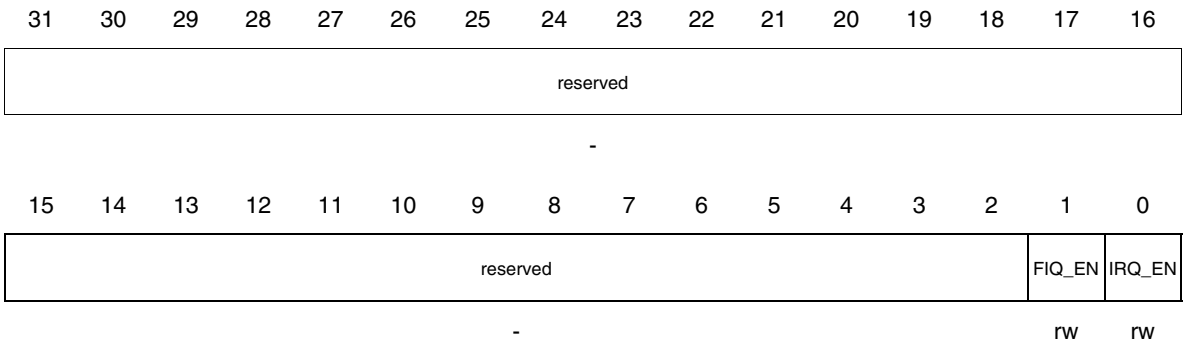 31 30 29 28 27 26 25 24 23 22 21 20 19 18 17 16
reserved
-
15 14 13 12 11 10 9 8 7 6 5 4 3 2 1 0
reserved FIQ_EN IRQ_EN
- rw rw